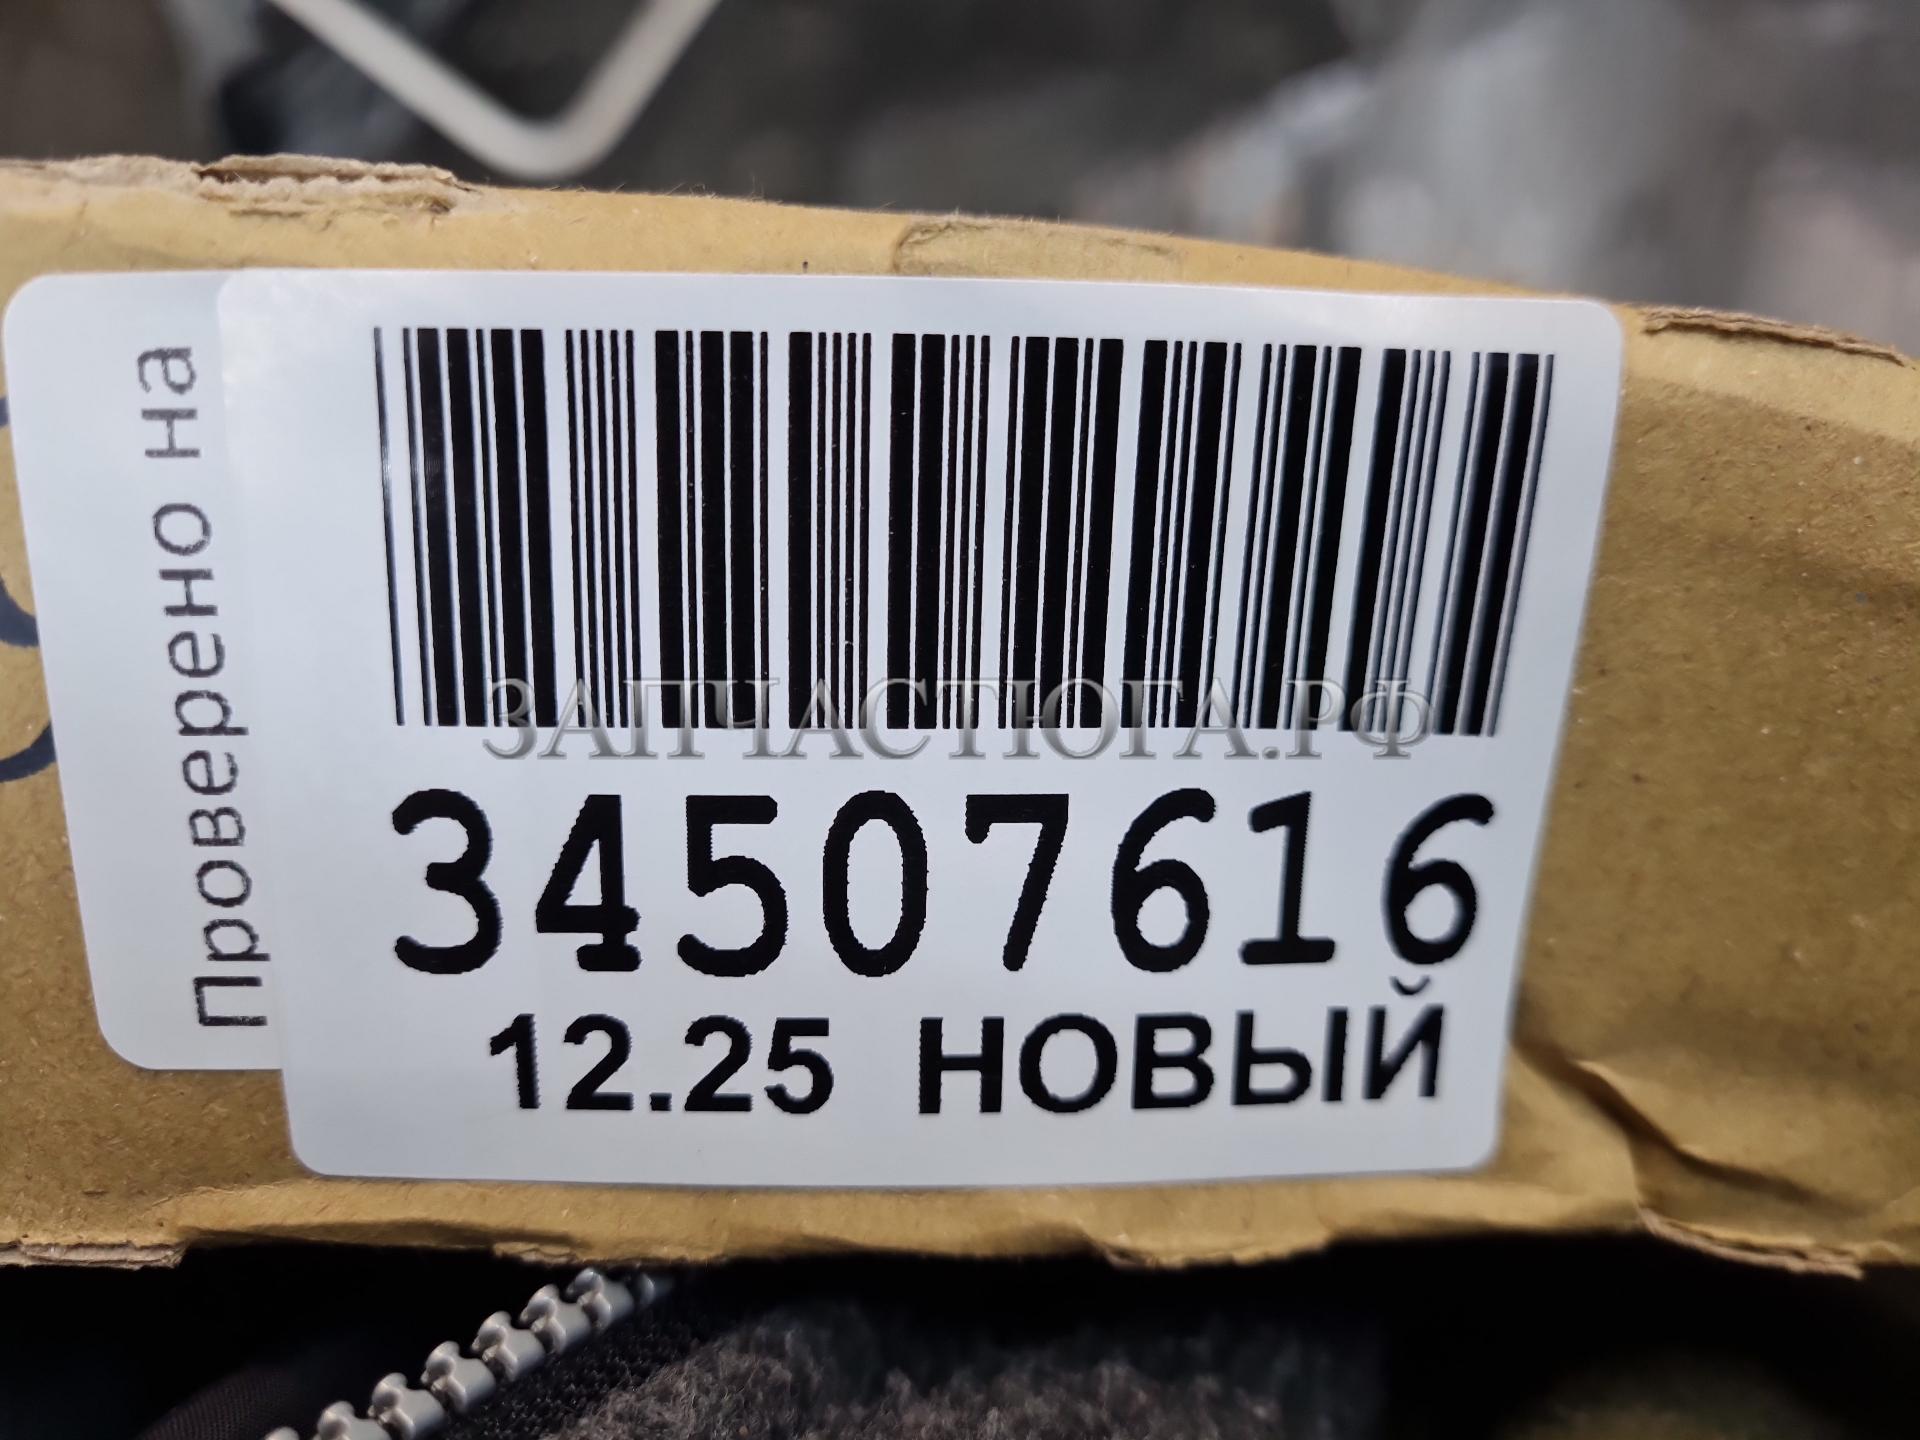 Проверено на
ЗАПЧАСТЮГА.РФ
34507616
12.25 НОВЫЙ